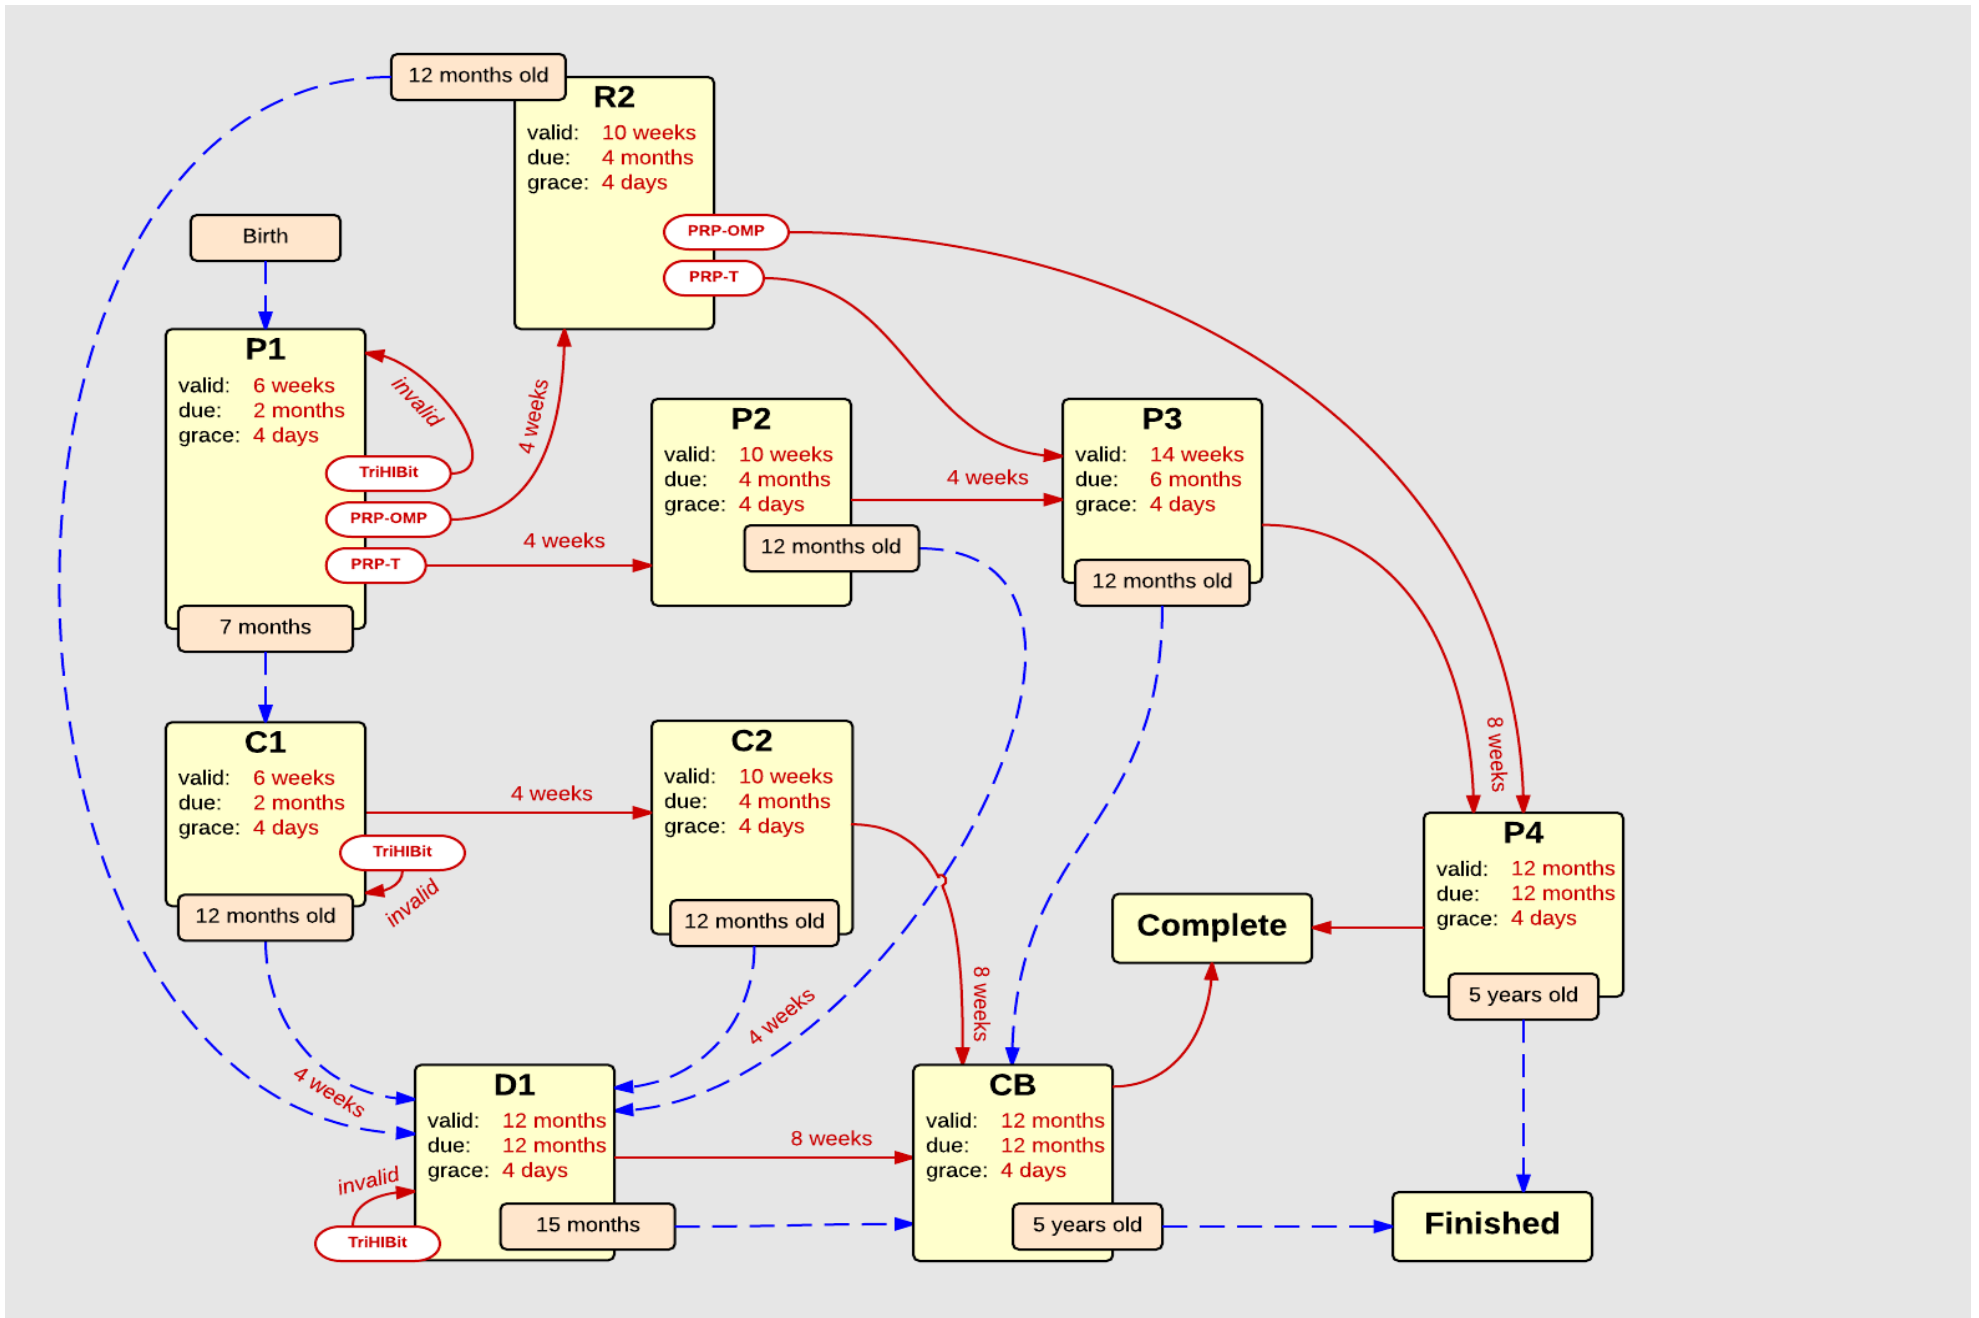 12 months old
R2
valid: 10 weeks
due: 4 months
grace: 4 days
PRP-OMP
PRP-T
Birth
P1
valid: 6 weeks
due: 2 months
grace: 4 days
TriHIBit
invalid
PRP-OMP
4 weeks
PRP-T
4 weeks
7 months
P2
valid: 10 weeks
due: 4 months
grace: 4 days
12 months old
4 weeks
P3
valid: 14 weeks
due: 6 months
grace: 4 days
12 months old
8 weeks
C1
valid: 6 weeks
due: 2 months
grace: 4 days
TriHIBit
invalid
12 months old
4 weeks
C2
valid: 10 weeks
due: 4 months
grace: 4 days
12 months old
8 weeks
4 weeks
4 weeks
P4
valid: 12 months
due: 12 months
grace: 4 days
5 years old
Complete
D1
valid: 12 months
due: 12 months
grace: 4 days
invalid
TriHIBit
15 months
8 weeks
CB
valid: 12 months
due: 12 months
grace: 4 days
5 years old
Finished